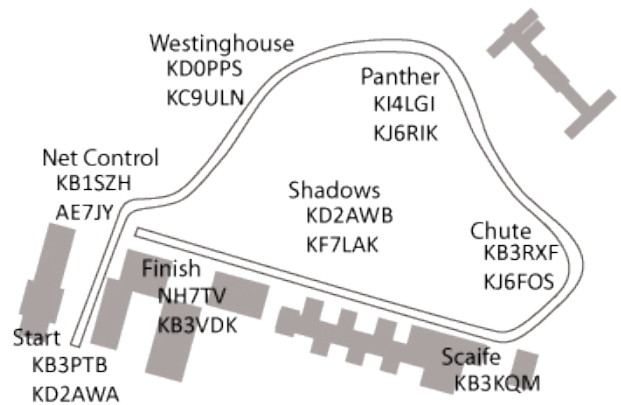 Westinghouse
KD0PPS
KC9ULN
Panther
KI4LGI
KJ6RIK
Net Control
KB1SZH
AE7JY
Shadows
KD2AWB
KF7LAK
Chute
KB3RXF
KJ6FOS
Finish
NH7TV
KB3VDK
Start
KB3PTB
KD2AWA
Scaife
KB3KQM